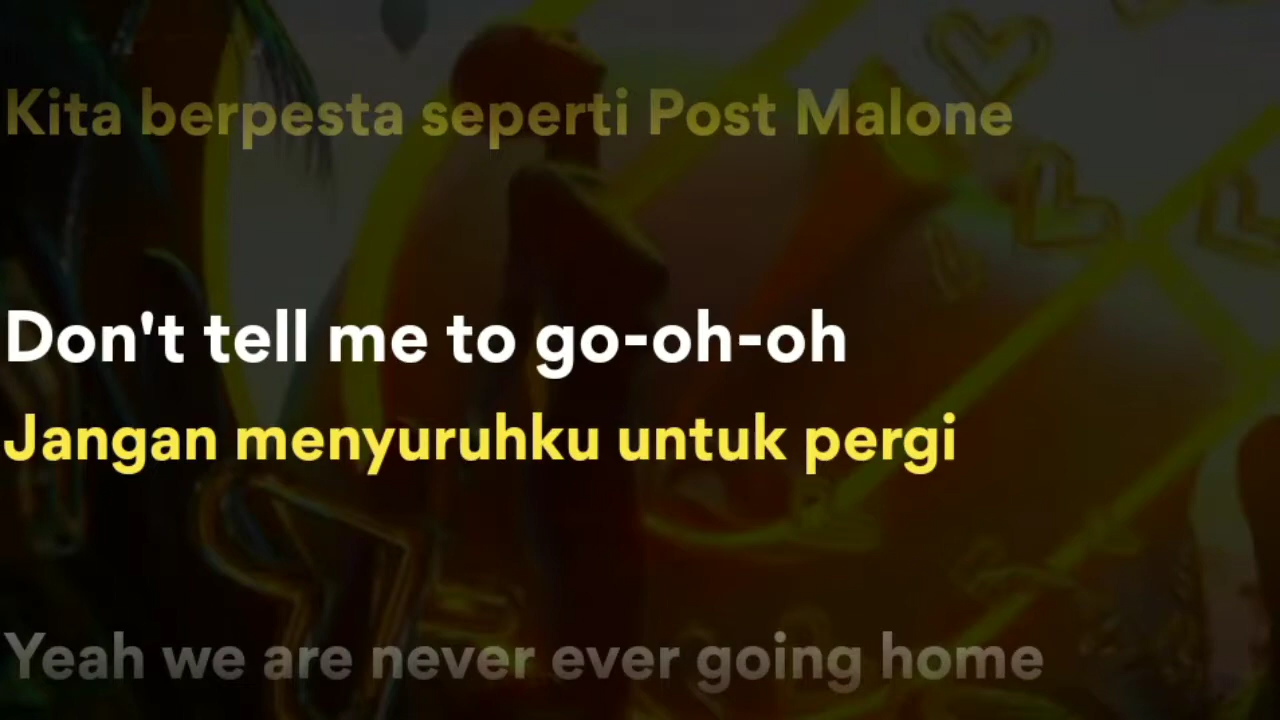 Kita berpesta seperti Post Malone
Don't tell me to go-oh-oh
Jangan menyuruhku untuk pergi
Yeah we are never ever going home